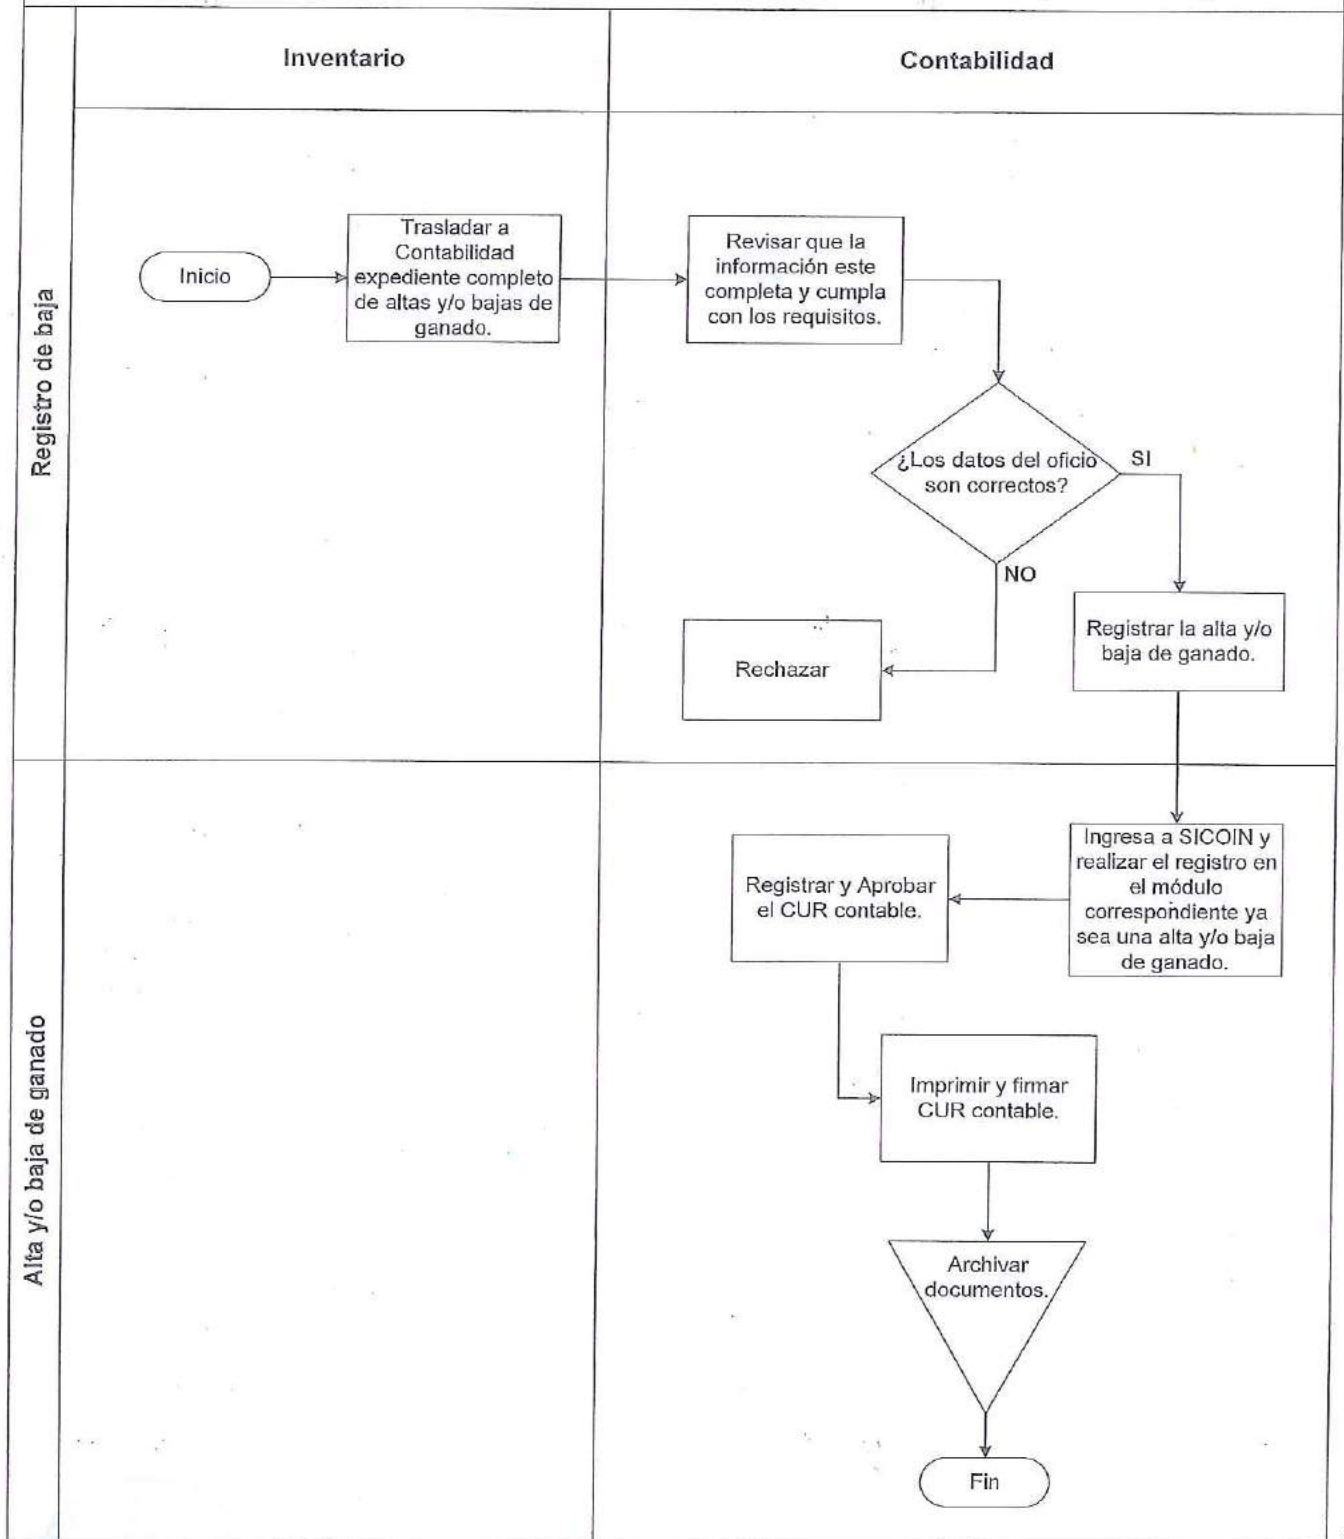 Inventario
Contabilidad
Registro de baja
Inicio
Trasladar a
Contabilidad
expediente completo
de altas y/o bajas de
ganado.
Revisar que la
información este
completa y cumpla
con los requisitos.
¿Los datos del oficio
son correctos?
SI
NO
Rechazar
Registrar la alta y/o
baja de ganado.
Alta y/o baja de ganado
Ingresa a SICOIN y
realizar el registro en
el módulo
correspondiente ya
sea una alta y/o baja
de ganado.
Registrar y Aprobar
el CUR contable.
Imprimir y firmar
CUR contable.
Archivar
documentos.
Fin